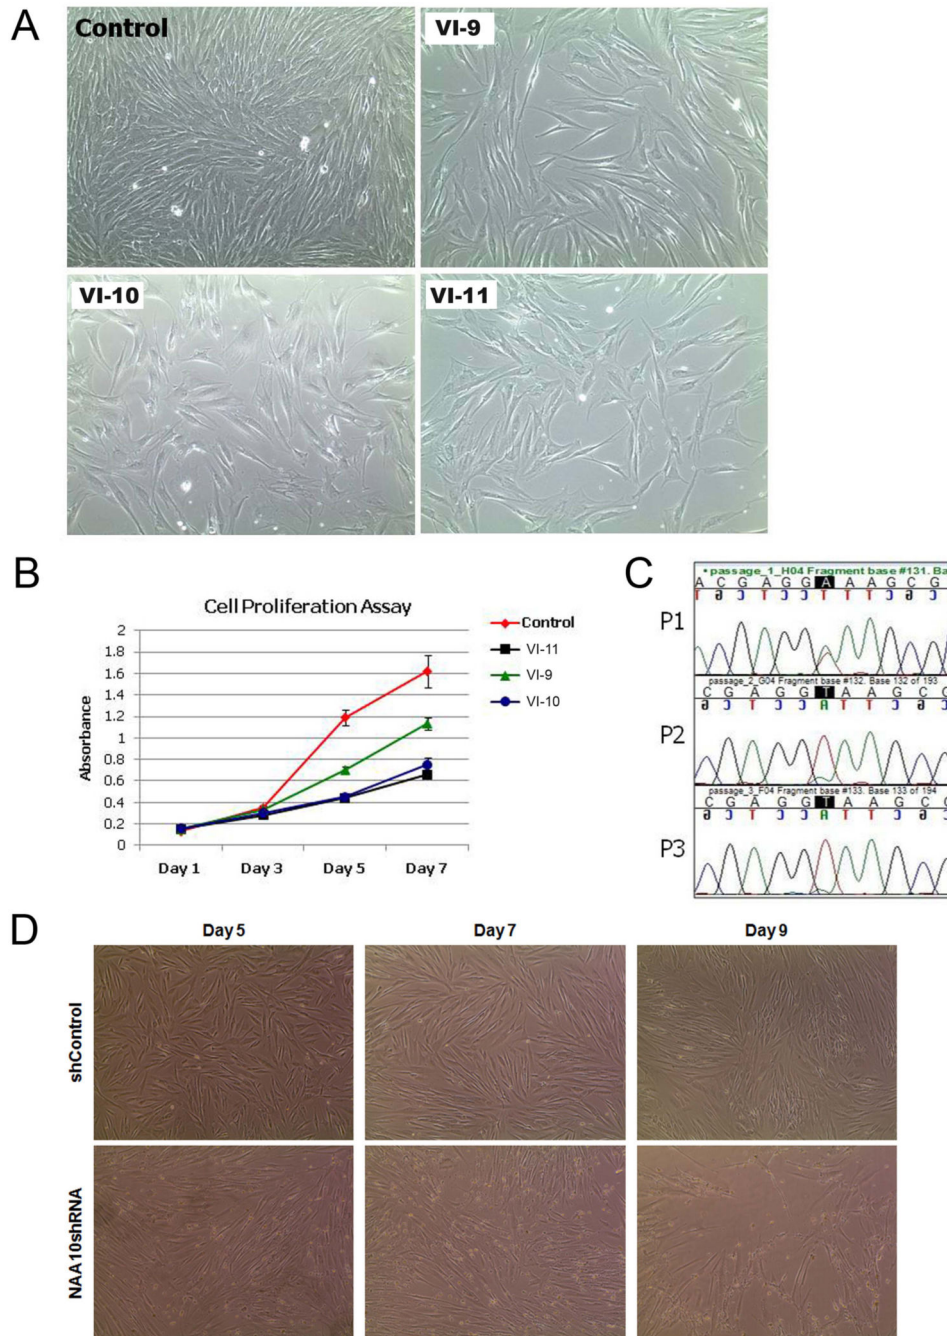 A
Control
VI-9
VI-10
VI-11
B
Cell Proliferation Assay
2
1.8
1.6
1.4
1.2
1
0.8
0.6
0.4
0.2
0
Absorbance
Day 1 Day 3 Day 5 Day 7
Control
VI-11
VI-9
VI-10
C
passage_1_H04 Fragment base #131. Ba
A C G A G G A A A G C G
P1
passage_2_G04 Fragment base #132. Base 132 of 193
C G A G G T A A G C
P2
passage_3_F04 Fragment base #133. Base 133 of 194
C G A G G T A A G C
P3
D
Day 5 Day 7 Day 9
shControl
NAA10shRNA